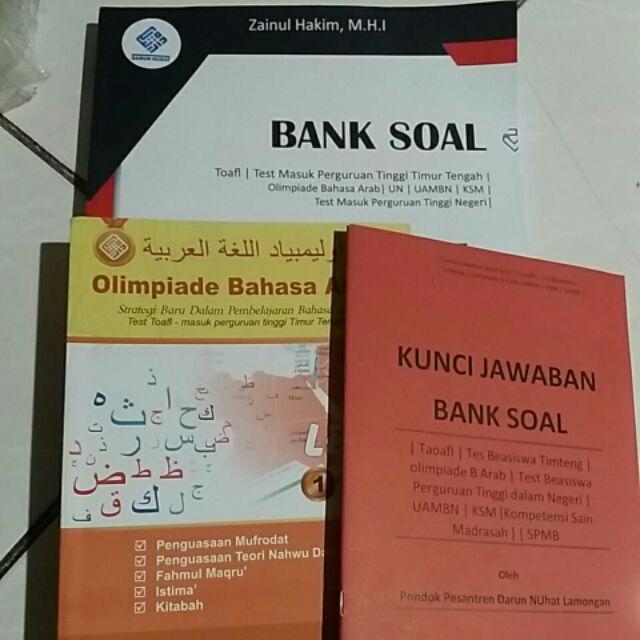 Zainul Hakim, M.H.I
BANK SOAL
Toafl | Test Masuk Perguruan Tinggi Timur Tengah |
Olimpiade Bahasa Arab| UN | UAMBN | KSM |
Test Masuk Perguruan Tinggi Negeri|
اللغة العربية
Olimpiade Bahasa A
Strategi Baru Dalam Pembelajaran Bahasa
Test Toafl - masuk perguruan tinggi Timur
Penguasaan Mufrodat
Penguasaan Teori Nahwu Da
Fahmul Maqru'
Istima'
Kitabah
KUNCI JAWABAN
BANK SOAL
| Taoafl | Tes Beasiswa Timteng |
olimpiade B Arab | Test Beasiswa
Perguruan Tinggi dalam Negeri |
UAMBN | KSM [Kompetensi Sain
Madrasah ] | SPMB
Oleh
Pondok Pesantren Darun NUhat Lamongan